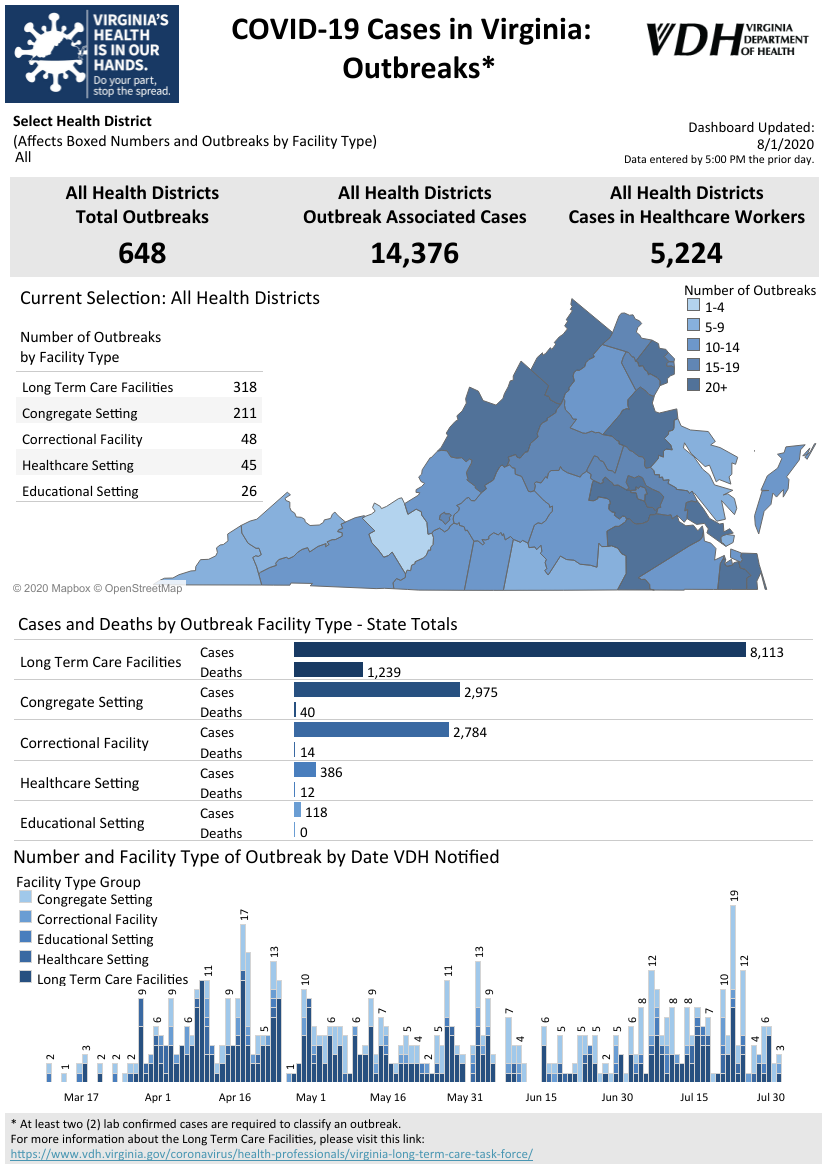 VIRGINIA'S
HEALTH
IS IN OUR
HANDS.
Do your part,
stop the spread.
COVID-19 Cases in Virginia:
Outbreaks*
VDH VIRGINIA
DEPARTMENT
OF HEALTH
Select Health District
(Affects Boxed Numbers and Outbreaks by Facility Type)
All
Dashboard Updated:
8/1/2020
Data entered by 5:00 PM the prior day.
All Health Districts
Total Outbreaks
648
All Health Districts
Outbreak Associated Cases
14,376
All Health Districts
Cases in Healthcare Workers
5,224
Current Selection: All Health Districts
Number of Outbreaks
by Facility Type
Long Term Care Facilities 318
Congregate Setting 211
Correctional Facility 48
Healthcare Setting 45
Educational Setting 26
Number of Outbreaks
1-4
5-9
10-14
15-19
20+
© 2020 Mapbox © OpenStreetMap
Cases and Deaths by Outbreak Facility Type - State Totals
Long Term Care Facilities
Cases 8,113
Deaths 1,239
Congregate Setting
Cases 2,975
Deaths 40
Correctional Facility
Cases 2,784
Deaths 14
Healthcare Setting
Cases 386
Deaths 12
Educational Setting
Cases 118
Deaths 0
Number and Facility Type of Outbreak by Date VDH Notified
Facility Type Group
Congregate Setting
Correctional Facility
Educational Setting
Healthcare Setting
Long Term Care Facilities
2 1 3 2 2 2 9 6 9 6 11 9 17 5 13 1 10 6 6 9 7 5 4 2 5 11 13 9 7 4 6 5 5 2 5 6 8 12 8 8 7 10 19 12 4 6 3
Mar 17 Apr 1 Apr 16 May 1 May 16 May 31 Jun 15 Jun 30 Jul 15 Jul 30
* At least two (2) lab confirmed cases are required to classify an outbreak.
For more information about the Long Term Care Facilities, please visit this link:
https://www.vdh.virginia.gov/coronavirus/health-professionals/virginia-long-term-care-task-force/